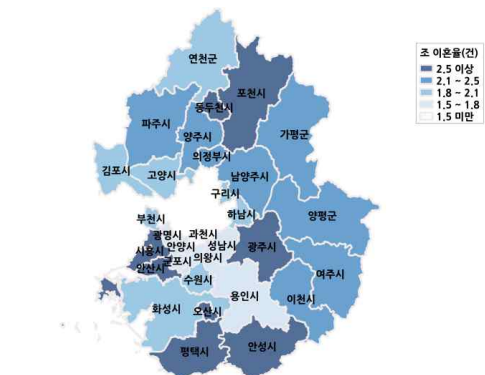 조 이혼율(건)
2.5 이상
2.1 ~ 2.5
1.8 ~ 2.1
1.5 ~ 1.8
1.5 미만
연천군
포천시
동두천시
파주시
양주시
가평군
의정부시
김포시
고양시
남양주시
구리시
하남시
양평군
부천시
광명시
과천시
시흥시
안양시
성남시
광주시
안산시
군포시
의왕시
수원시
여주시
용인시
이천시
화성시
오산시
평택시
안성시